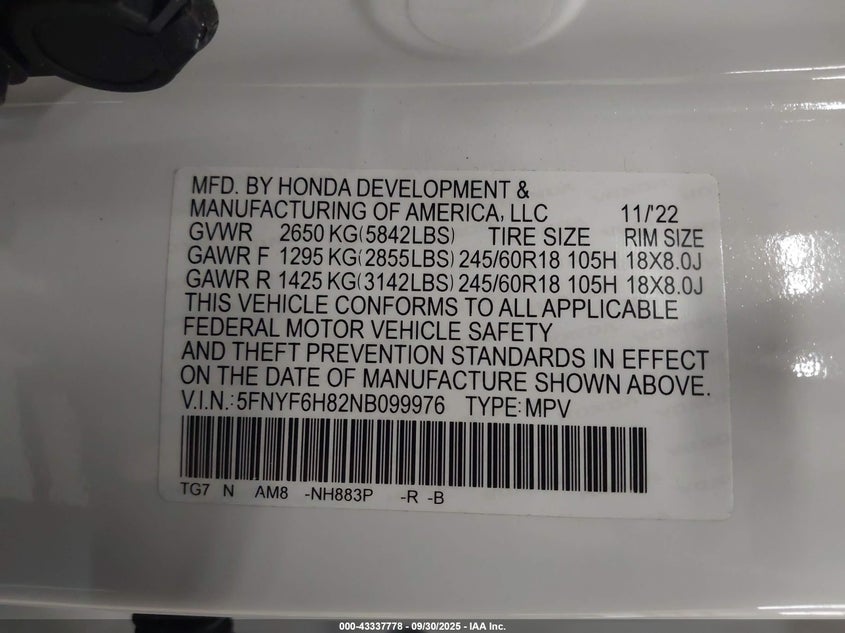 MFD. BY HONDA DEVELOPMENT &
MANUFACTURING OF AMERICA, LLC 11/'22
GVWR 2650 KG(5842LBS) TIRE SIZE RIM SIZE
GAWR F 1295 KG(2855LBS) 245/60R18 105H 18X8.0J
GAWR R 1425 KG(3142LBS) 245/60R18 105H 18X8.0J
THIS VEHICLE CONFORMS TO ALL APPLICABLE
FEDERAL MOTOR VEHICLE SAFETY
AND THEFT PREVENTION STANDARDS IN EFFECT
ON THE DATE OF MANUFACTURE SHOWN ABOVE.
V.I.N.:5FNYF6H82NB099976 TYPE:MPV
TG7 N AM8 -NH883P -R -B
000-43337778 - 09/30/2025 - IAA Inc.